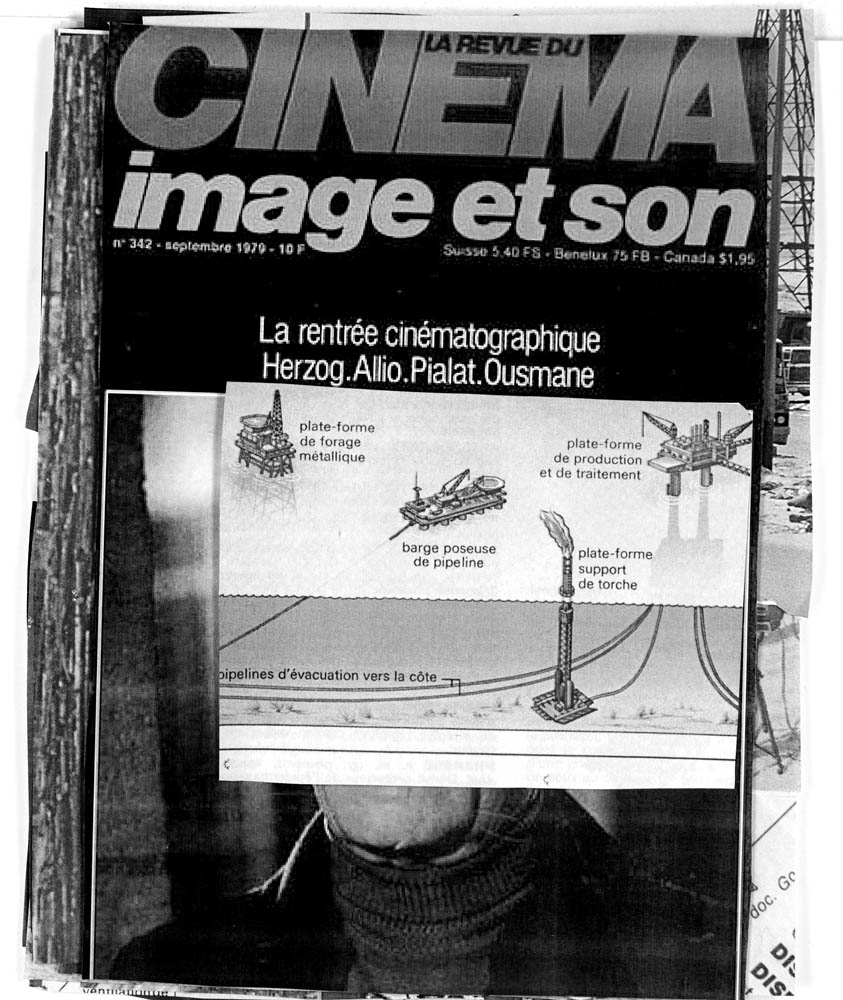 LA REVUE DU
CINEMA
image et son
n° 342 - septembre 1979 - 10 F
Suisse 5,40 FS - Benelux 75 FB - Canada $1,95
La rentrée cinématographique
Herzog.Allio.Pialat.Ousmane
plate-forme
de forage
métallique
plate-forme
de production
et de traitement
barge poseuse
de pipeline
plate-forme
support
de torche
pipelines d'évacuation vers la côte
doc. Go
DIS
DIS